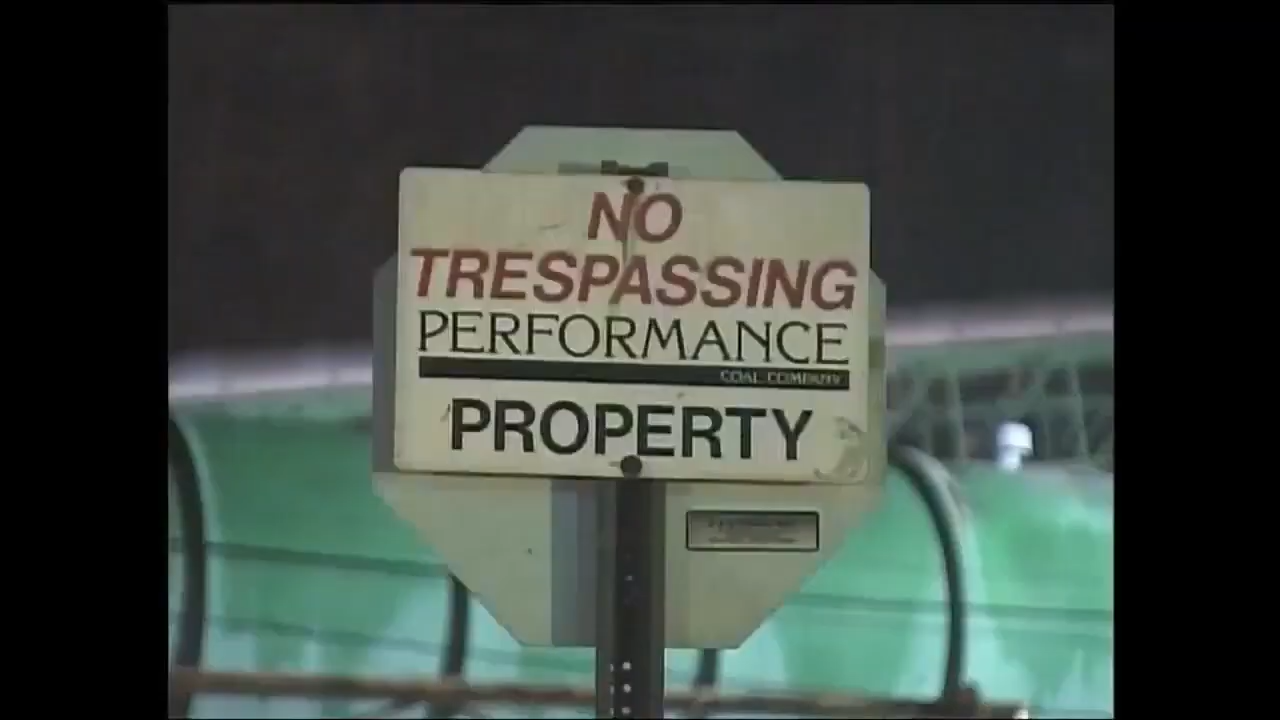 NO
TRESPASSING
PERFORMANCE
COAL COMPANY
PROPERTY